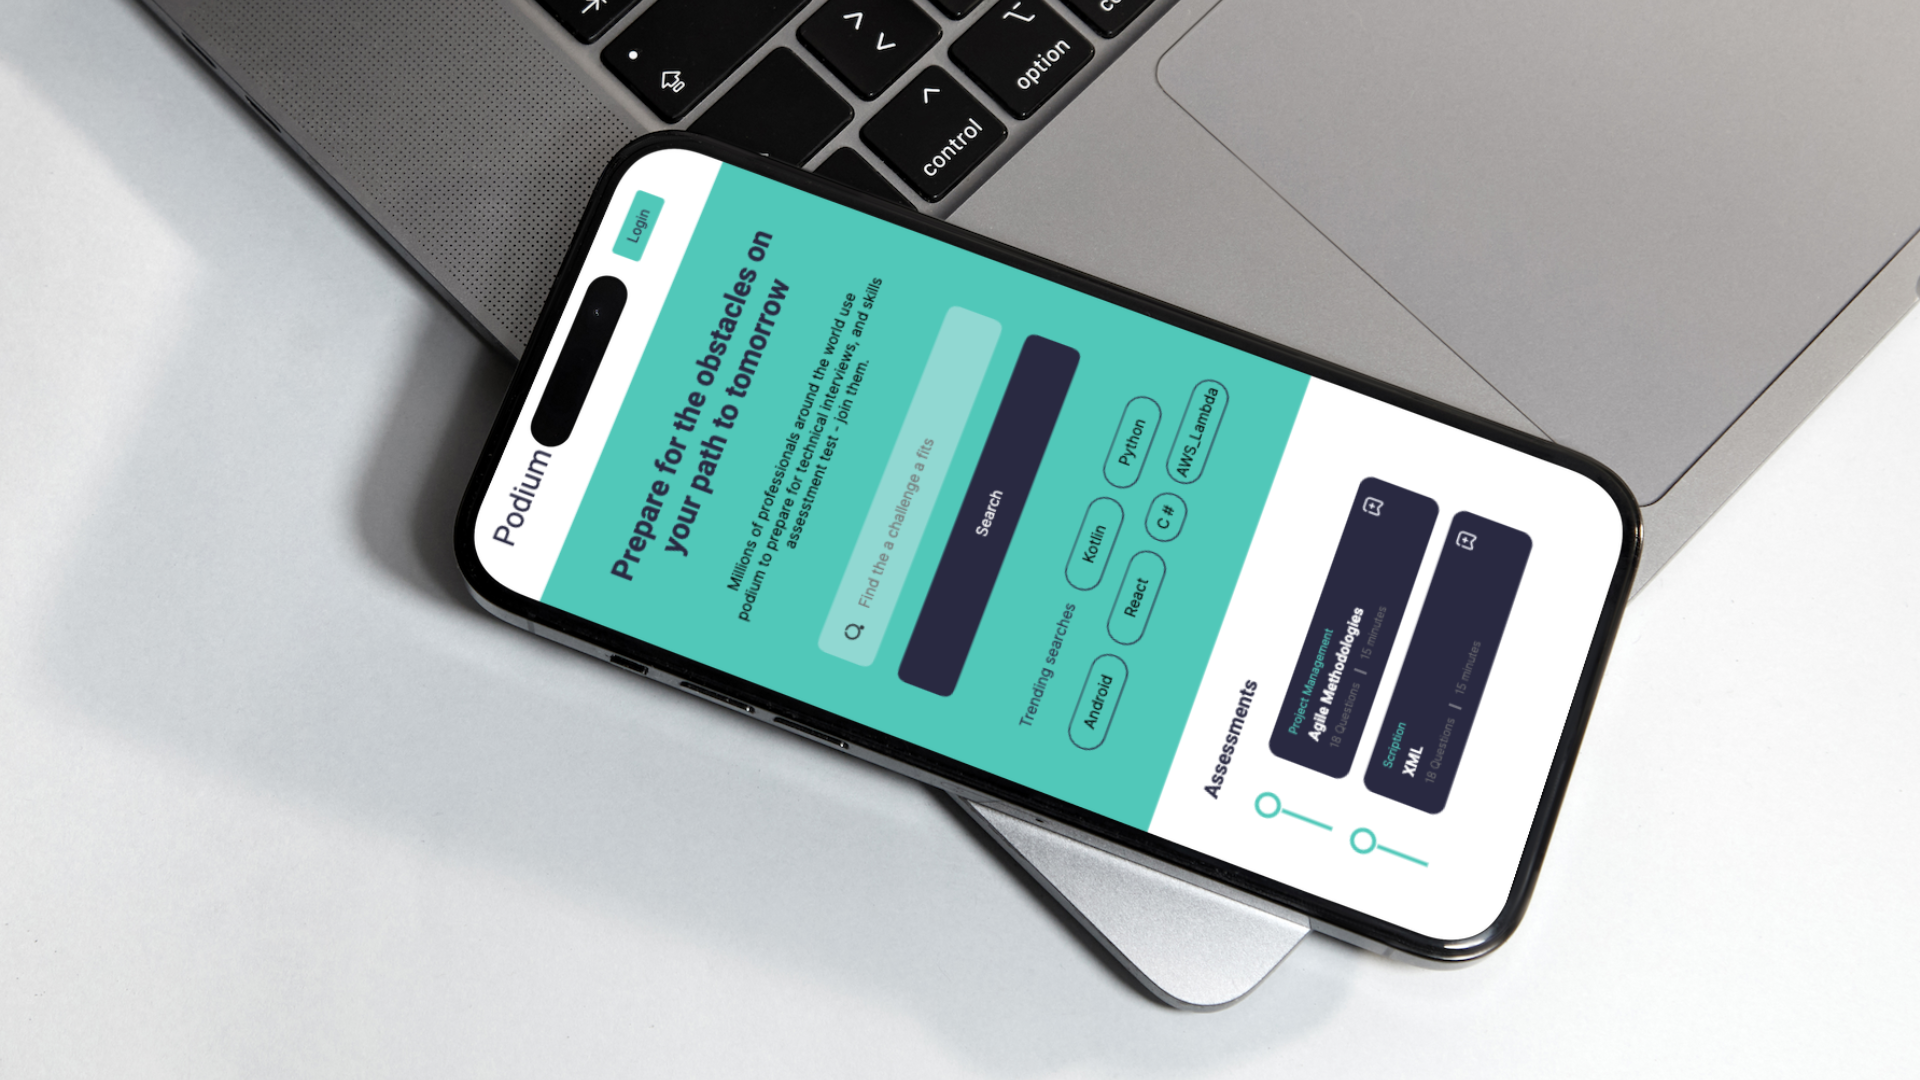 Podium
Login
Prepare for the obstacles on
your path to tomorrow
Millions of professionals around the world use
podium to prepare for technical interviews, and skills
assesstment test - join them.
Find the a challenge a fits
Search
Trending searches
Kotlin
Python
Android
React
C #
AWS_Lambda
Assessments
Project Management
Agile Methodologies
18 Questions | 15 minutes
Scription
XML
18 Questions | 15 minutes
option
control